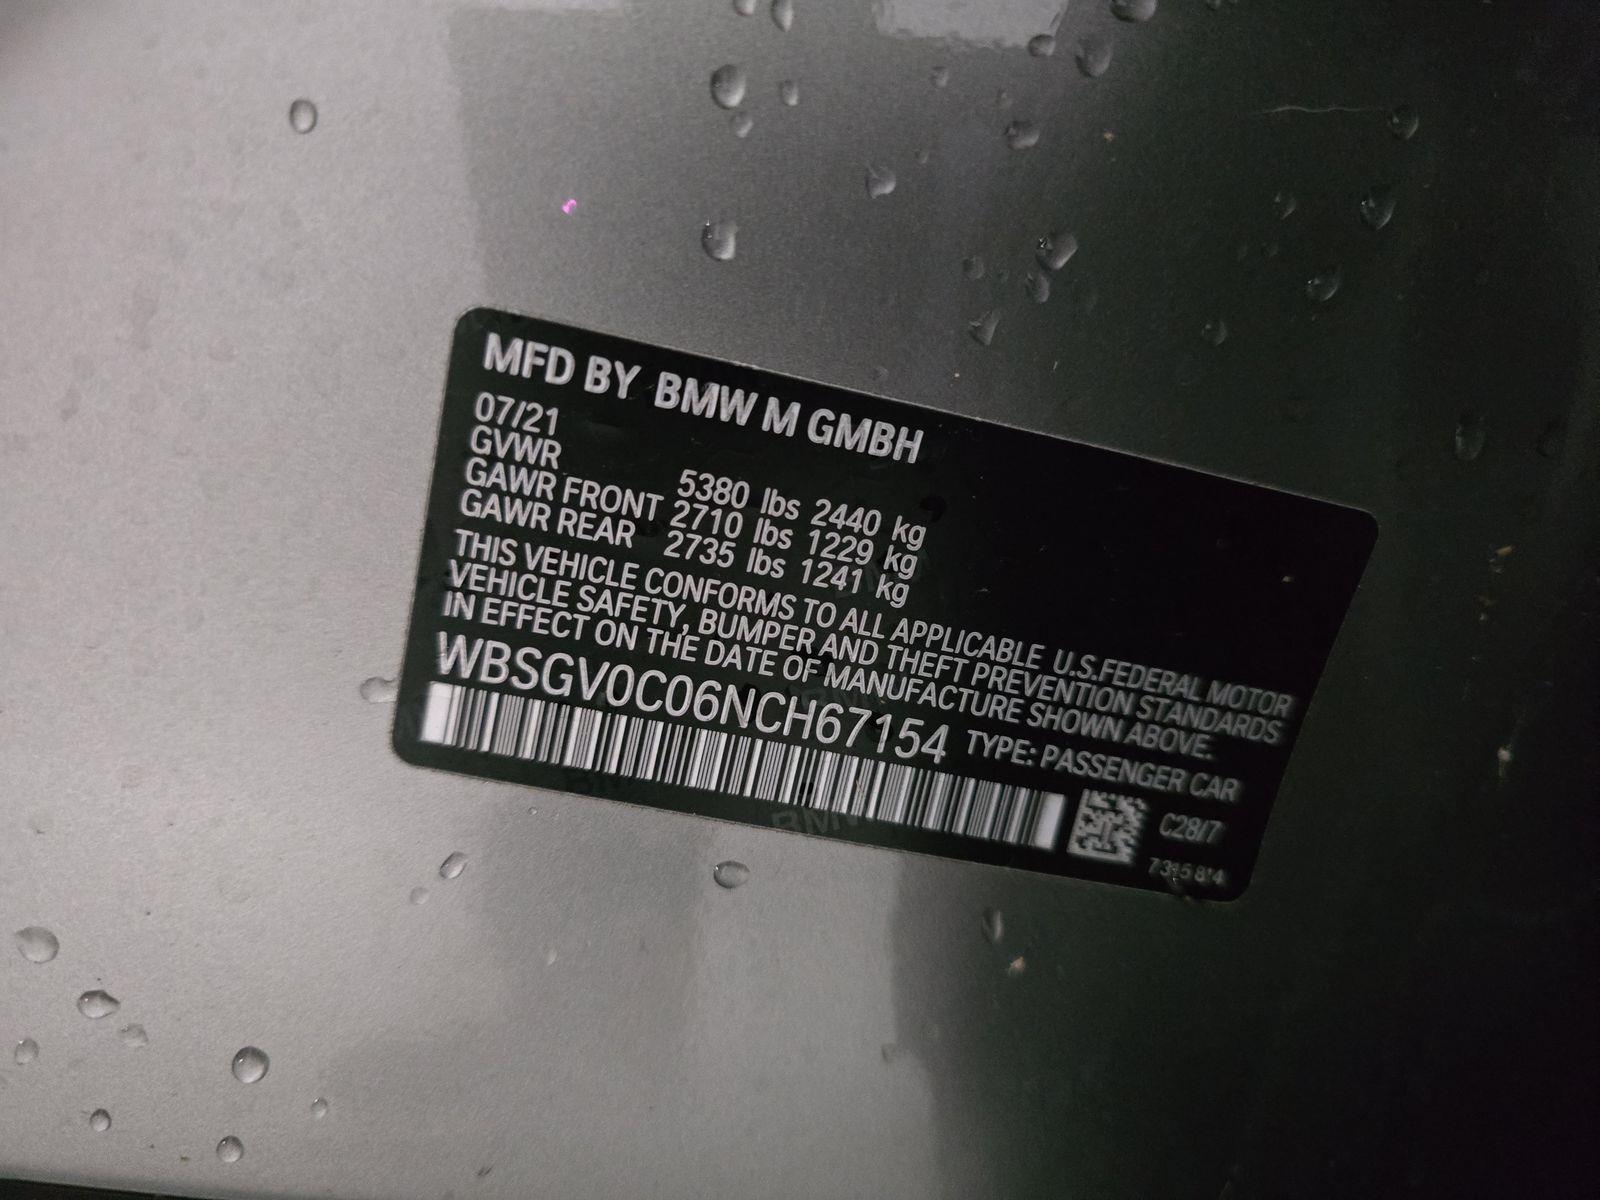 MFD BY BMW M GMBH
07/21
GVWR 5380 lbs 2440 kg
GAWR FRONT 2710 lbs 1229 kg
GAWR REAR 2735 lbs 1241 kg
THIS VEHICLE CONFORMS TO ALL APPLICABLE U.S.FEDERAL MOTOR
VEHICLE SAFETY, BUMPER AND THEFT PREVENTION STANDARDS
IN EFFECT ON THE DATE OF MANUFACTURE SHOWN ABOVE.
WBSGV0C06NCH67154 TYPE: PASSENGER CAR
C28/7